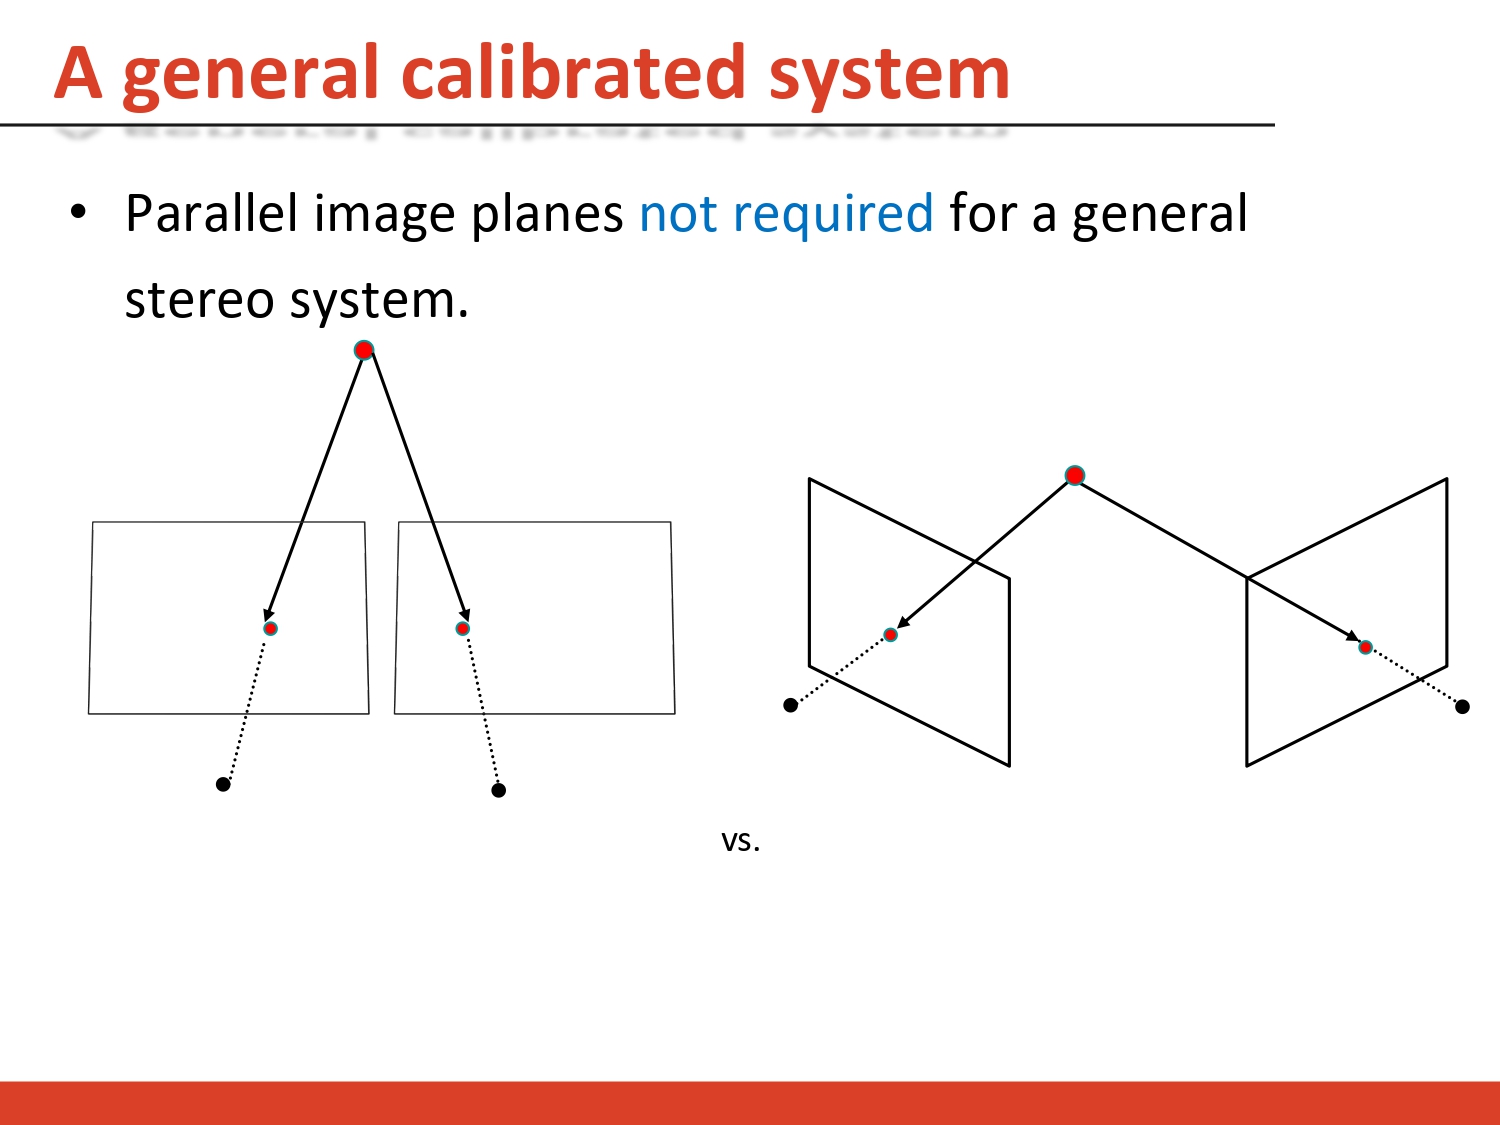 A general calibrated system
• Parallel image planes not required for a general
stereo system.
vs.